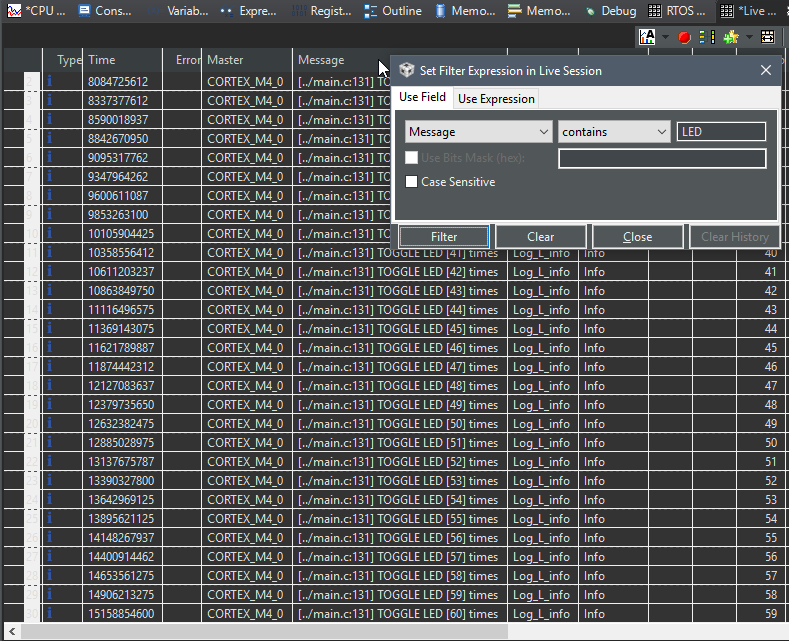 *CPU ... Cons... Variab... Expre... Regist... Outline Memo... Memo... Debug RTOS ... *Live ...
Type Time Error Master Message
8084725612 CORTEX_M4_0 [../main.c:131] TO
Set Filter Expression in Live Session
8337377612 CORTEX_M4_0 [../main.c:131] TO
Use Field Use Expression
8590018937 CORTEX_M4_0 [../main.c:131] TO
8842670950 CORTEX_M4_0 [../main.c:131] TO
Message contains LED
9095317762 CORTEX_M4_0 [../main.c:131] TO
Use Bits Mask (hex):
9347964262 CORTEX_M4_0 [../main.c:131] TO
Case Sensitive
9600611087 CORTEX_M4_0 [../main.c:131] TO
9853263100 CORTEX_M4_0 [../main.c:131] TO
10105904425 CORTEX_M4_0 [../main.c:131] TO
Filter Clear Close Clear History
10358556412 CORTEX_M4_0 [../main.c:131] TOGGLE LED [41] times Log_L_info Info 40
10611203237 CORTEX_M4_0 [../main.c:131] TOGGLE LED [42] times Log_L_info Info 41
10863849750 CORTEX_M4_0 [../main.c:131] TOGGLE LED [43] times Log_L_info Info 42
11116496575 CORTEX_M4_0 [../main.c:131] TOGGLE LED [44] times Log_L_info Info 43
11369143075 CORTEX_M4_0 [../main.c:131] TOGGLE LED [45] times Log_L_info Info 44
11621789887 CORTEX_M4_0 [../main.c:131] TOGGLE LED [46] times Log_L_info Info 45
11874442312 CORTEX_M4_0 [../main.c:131] TOGGLE LED [47] times Log_L_info Info 46
12127083637 CORTEX_M4_0 [../main.c:131] TOGGLE LED [48] times Log_L_info Info 47
12379735650 CORTEX_M4_0 [../main.c:131] TOGGLE LED [49] times Log_L_info Info 48
12632382475 CORTEX_M4_0 [../main.c:131] TOGGLE LED [50] times Log_L_info Info 49
12885028975 CORTEX_M4_0 [../main.c:131] TOGGLE LED [51] times Log_L_info Info 50
13137675787 CORTEX_M4_0 [../main.c:131] TOGGLE LED [52] times Log_L_info Info 51
13390327800 CORTEX_M4_0 [../main.c:131] TOGGLE LED [53] times Log_L_info Info 52
13642969125 CORTEX_M4_0 [../main.c:131] TOGGLE LED [54] times Log_L_info Info 53
13895621125 CORTEX_M4_0 [../main.c:131] TOGGLE LED [55] times Log_L_info Info 54
14148267937 CORTEX_M4_0 [../main.c:131] TOGGLE LED [56] times Log_L_info Info 55
14400914462 CORTEX_M4_0 [../main.c:131] TOGGLE LED [57] times Log_L_info Info 56
14653561275 CORTEX_M4_0 [../main.c:131] TOGGLE LED [58] times Log_L_info Info 57
14906213275 CORTEX_M4_0 [../main.c:131] TOGGLE LED [59] times Log_L_info Info 58
15158854600 CORTEX_M4_0 [../main.c:131] TOGGLE LED [60] times Log_L_info Info 59